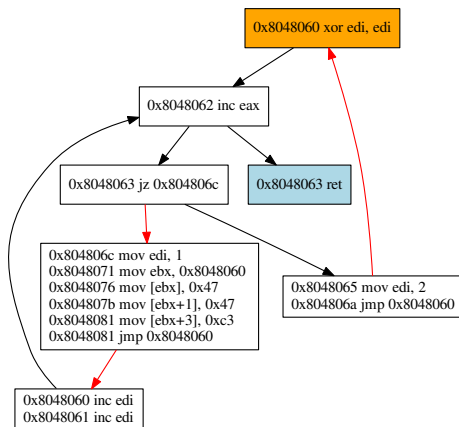 0x8048060 xor edi, edi
0x8048062 inc eax
0x8048063 jz 0x804806c
0x8048063 ret
0x804806c mov edi, 1
0x8048071 mov ebx, 0x8048060
0x8048076 mov [ebx], 0x47
0x804807b mov [ebx+1], 0x47
0x8048081 mov [ebx+3], 0xc3
0x8048081 jmp 0x8048060
0x8048065 mov edi, 2
0x804806a jmp 0x8048060
0x8048060 inc edi
0x8048061 inc edi